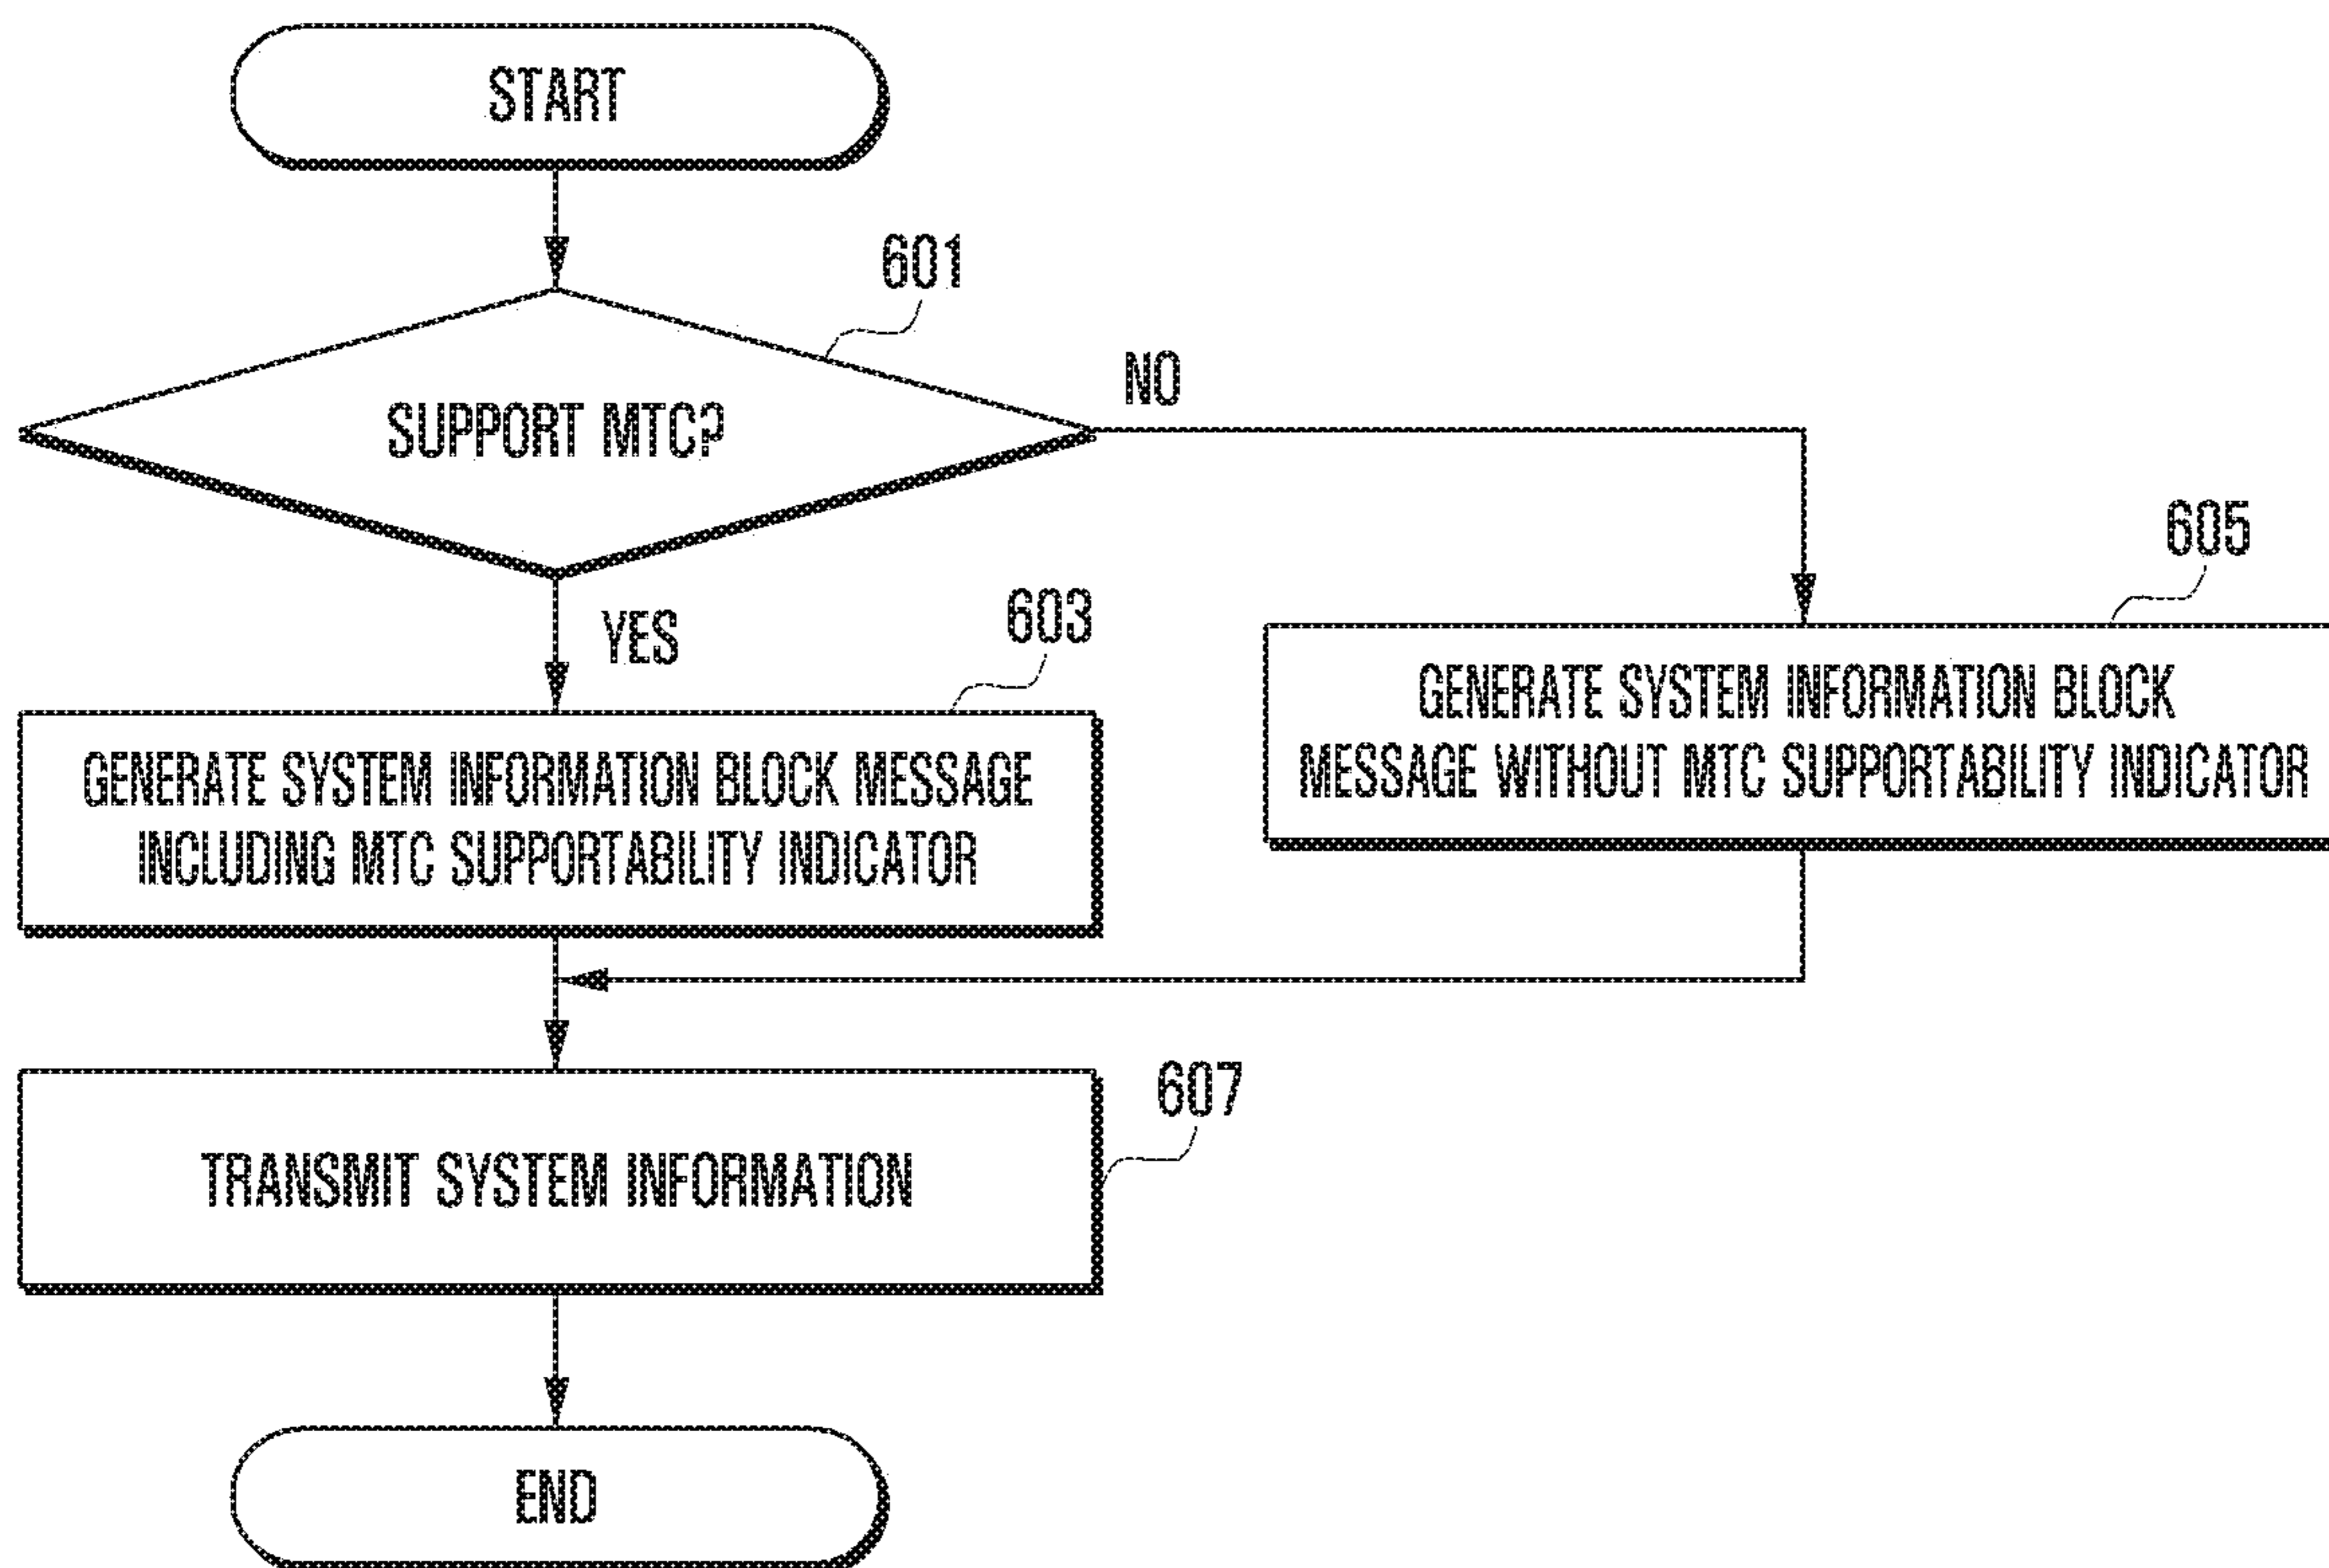 START
601
SUPPORT MTC?
NO
YES
603
605
GENERATE SYSTEM INFORMATION BLOCK MESSAGE
INCLUDING MTC SUPPORTABILITY INDICATOR
GENERATE SYSTEM INFORMATION BLOCK
MESSAGE WITHOUT MTC SUPPORTABILITY INDICATOR
607
TRANSMIT SYSTEM INFORMATION
END